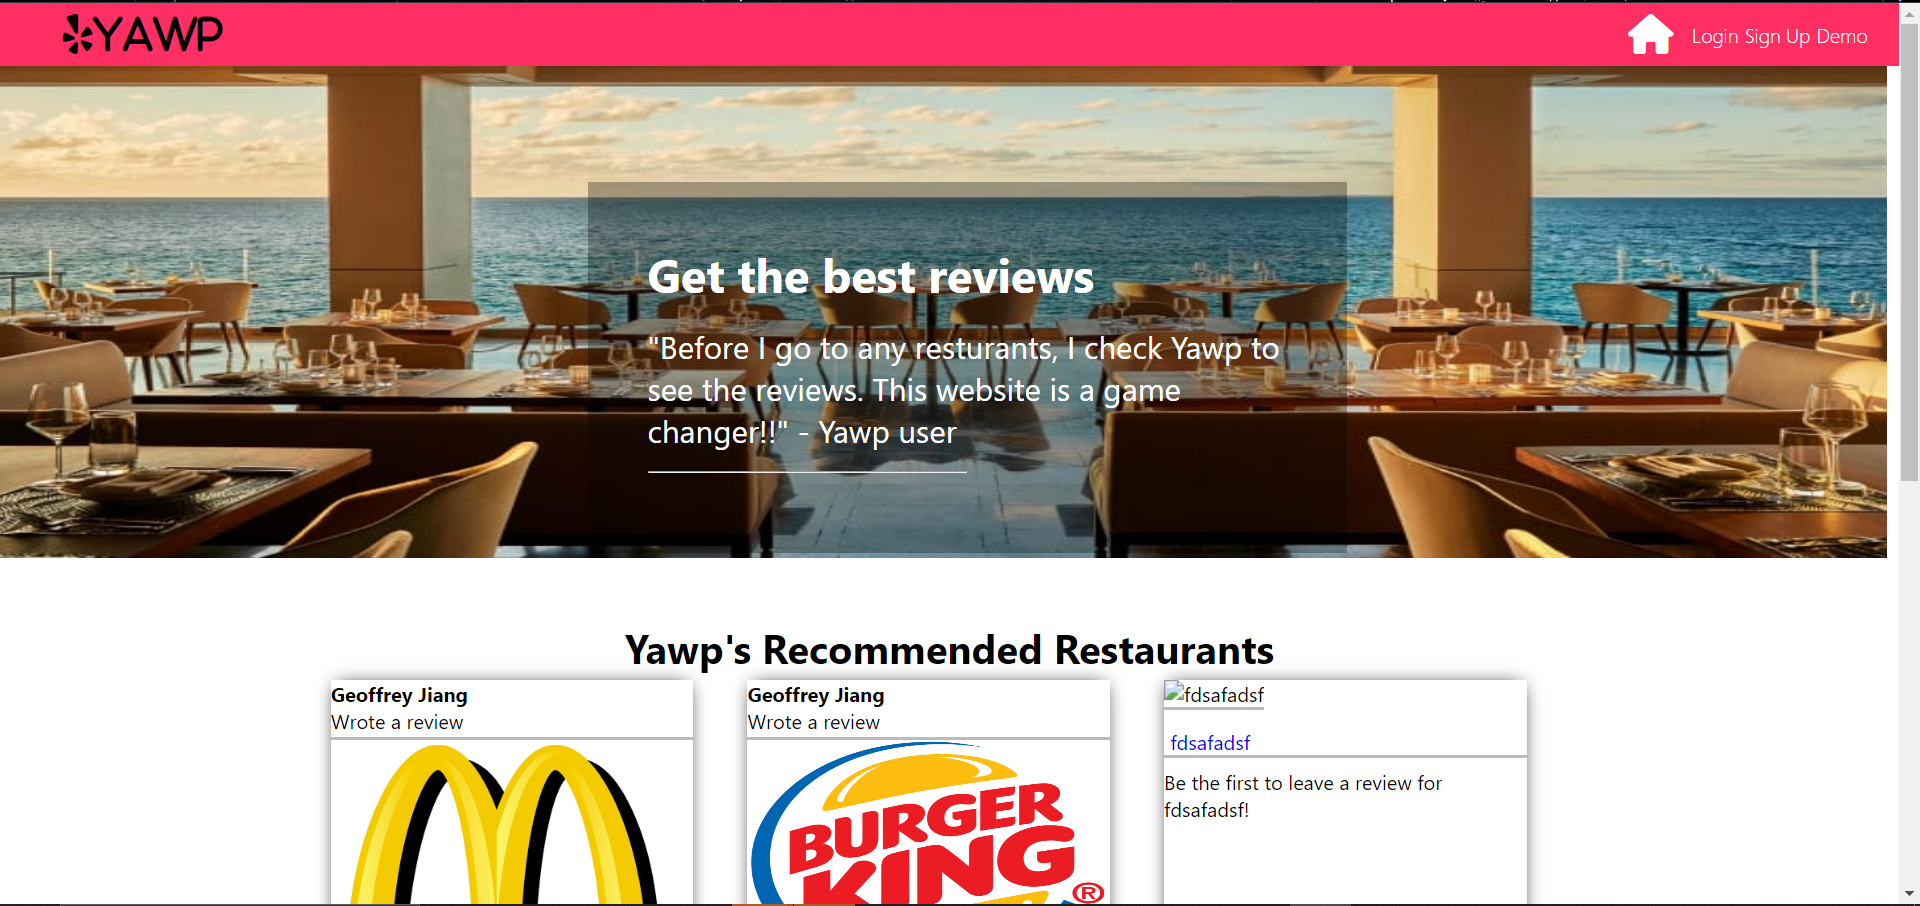 YAWP
Login Sign Up Demo
Get the best reviews
"Before I go to any resturants, I check Yawp to
see the reviews. This website is a game
changer!!" - Yawp user
Yawp's Recommended Restaurants
Geoffrey Jiang
Wrote a review
Geoffrey Jiang
Wrote a review
BURGER
KING
®
fdsafadsf
fdsafadsf
Be the first to leave a review for
fdsafadsf!